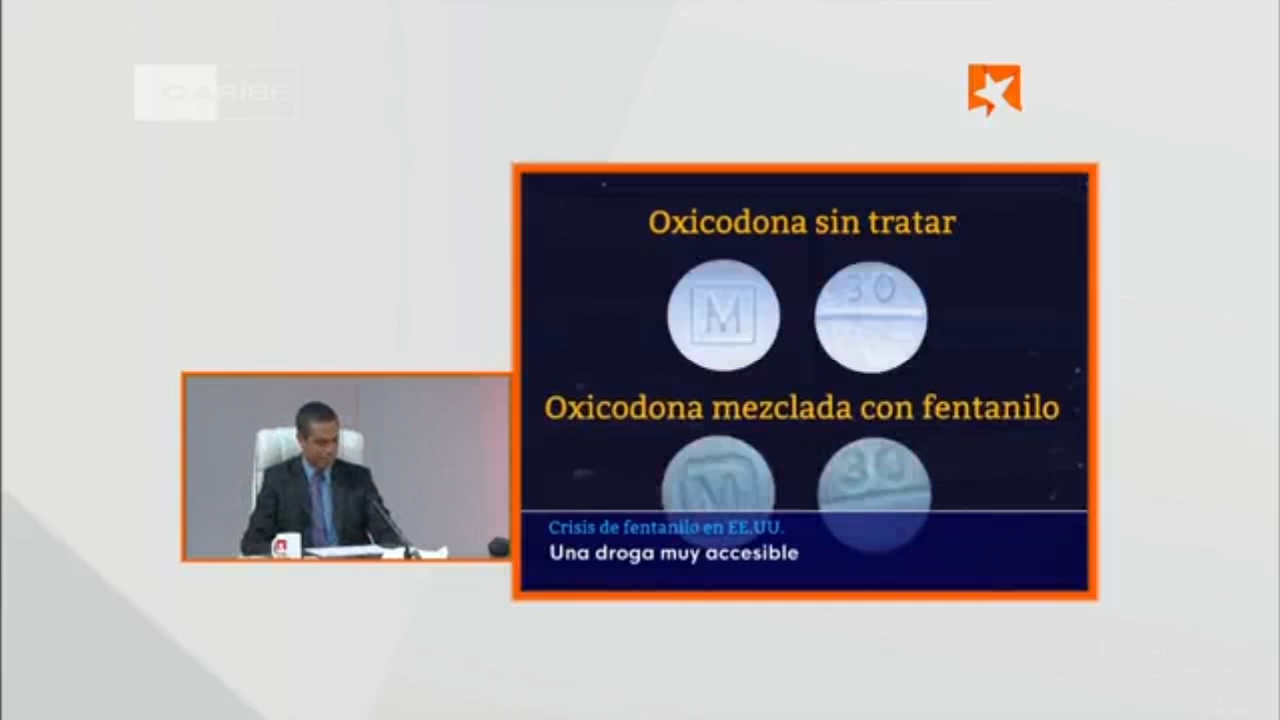 CARIBE
Oxicodona sin tratar
M
30
Oxicodona mezclada con fentanilo
M
30
Crisis de fentanilo en EE.UU.
Una droga muy accesible